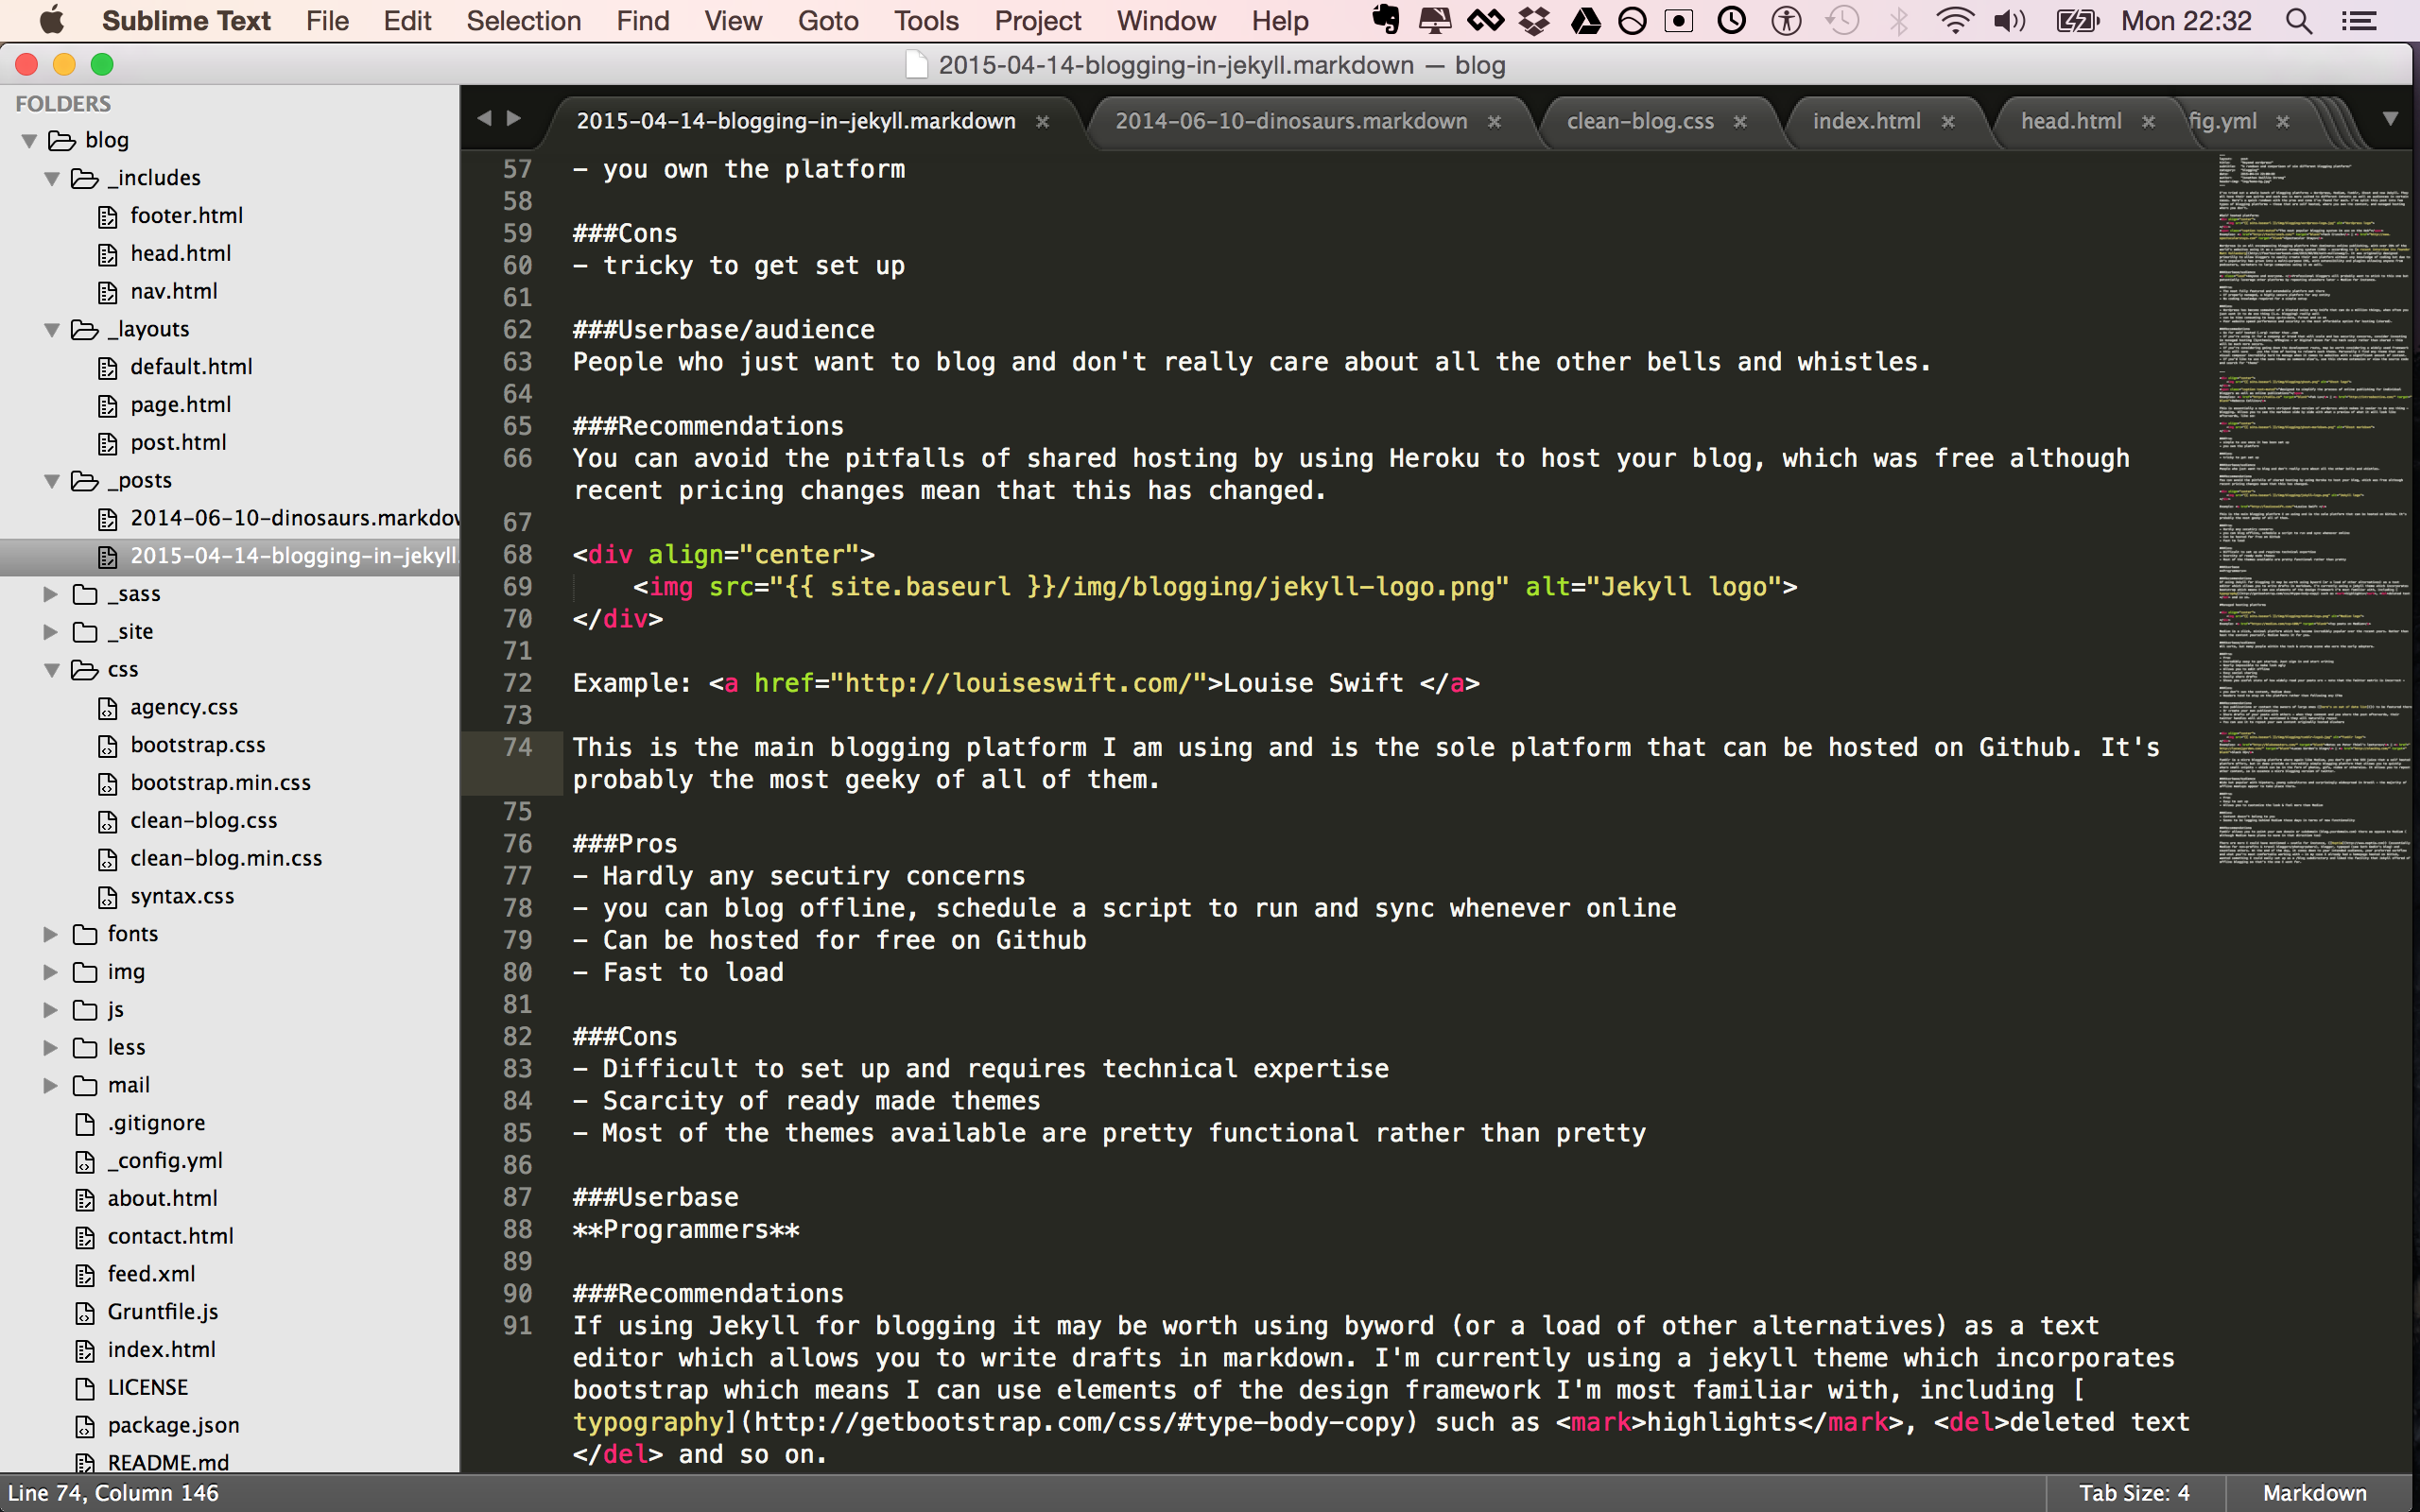 Sublime Text File Edit Selection Find View Goto Tools Project Window Help Mon 22:32
2015-04-14-blogging-in-jekyll.markdown — blog
FOLDERS
blog
_includes
footer.html
head.html
nav.html
_layouts
default.html
page.html
post.html
_posts
2014-06-10-dinosaurs.markdow
2015-04-14-blogging-in-jekyll.
_sass
_site
css
agency.css
bootstrap.css
bootstrap.min.css
clean-blog.css
clean-blog.min.css
syntax.css
fonts
img
js
less
mail
.gitignore
_config.yml
about.html
contact.html
feed.xml
Gruntfile.js
index.html
LICENSE
package.json
README.md
2015-04-14-blogging-in-jekyll.markdown 2014-06-10-dinosaurs.markdown clean-blog.css index.html head.html fig.yml
57 - you own the platform
58
59 ###Cons
60 - tricky to get set up
61
62 ###Userbase/audience
63 People who just want to blog and don't really care about all the other bells and whistles.
64
65 ###Recommendations
66 You can avoid the pitfalls of shared hosting by using Heroku to host your blog, which was free although
recent pricing changes mean that this has changed.
67
68 <div align="center">
69 <img src="{{ site.baseurl }}/img/blogging/jekyll-logo.png" alt="Jekyll logo">
70 </div>
71
72 Example: <a href="http://louiseswift.com/">Louise Swift </a>
73
74 This is the main blogging platform I am using and is the sole platform that can be hosted on Github. It's
probably the most geeky of all of them.
75
76 ###Pros
77 - Hardly any secutiry concerns
78 - you can blog offline, schedule a script to run and sync whenever online
79 - Can be hosted for free on Github
80 - Fast to load
81
82 ###Cons
83 - Difficult to set up and requires technical expertise
84 - Scarcity of ready made themes
85 - Most of the themes available are pretty functional rather than pretty
86
87 ###Userbase
88 **Programmers**
89
90 ###Recommendations
91 If using Jekyll for blogging it may be worth using byword (or a load of other alternatives) as a text
editor which allows you to write drafts in markdown. I'm currently using a jekyll theme which incorporates
bootstrap which means I can use elements of the design framework I'm most familiar with, including [
typography](http://getbootstrap.com/css/#type-body-copy) such as <mark>highlights</mark>, <del>deleted text
</del> and so on.
Line 74, Column 146 Tab Size: 4 Markdown